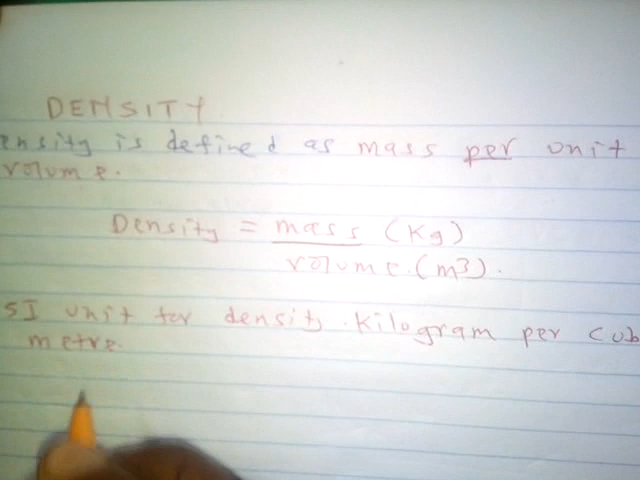 DENSITY
ensity is defined as mass per unit
volume.
Density = mass (Kg)
volume. (m3).
SI unit for density. Kilogram per cub
metre.